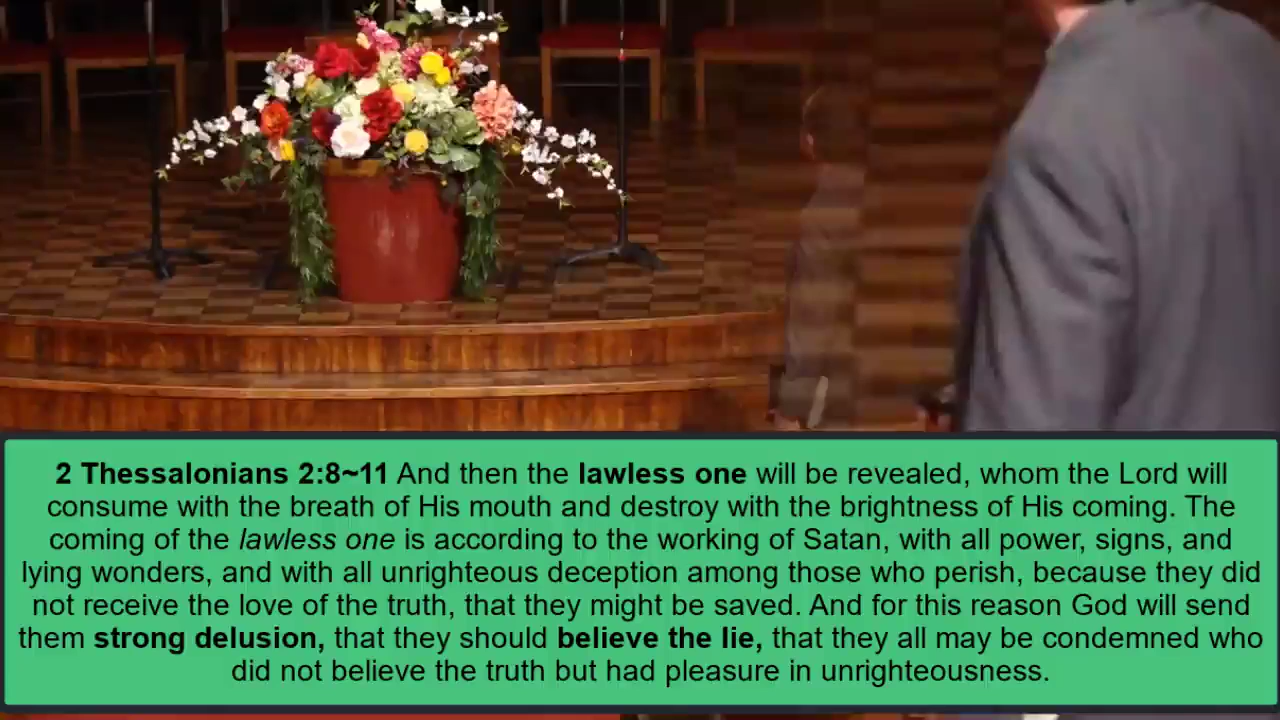 2 Thessalonians 2:8~11 And then the lawless one will be revealed, whom the Lord will
consume with the breath of His mouth and destroy with the brightness of His coming. The
coming of the lawless one is according to the working of Satan, with all power, signs, and
lying wonders, and with all unrighteous deception among those who perish, because they did
not receive the love of the truth, that they might be saved. And for this reason God will send
them strong delusion, that they should believe the lie, that they all may be condemned who
did not believe the truth but had pleasure in unrighteousness.